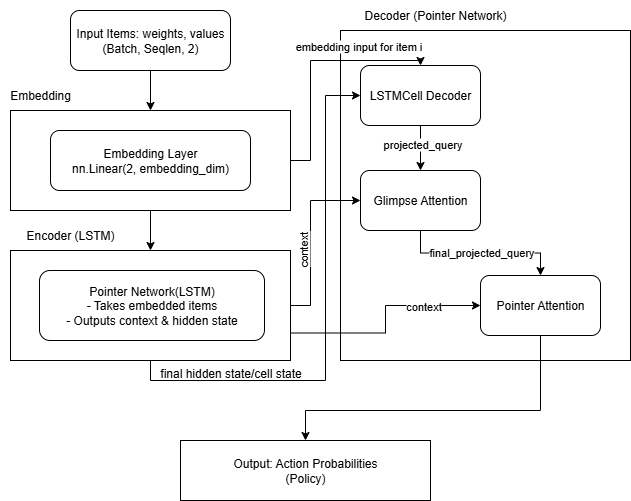 Decoder (Pointer Network)
Input Items: weights, values
(Batch, Seqlen, 2)
embedding input for item i
Embedding
LSTMCell Decoder
Embedding Layer
nn.Linear(2, embedding_dim)
projected_query
Glimpse Attention
Encoder (LSTM)
context
final_projected_query
Pointer Network(LSTM)
- Takes embedded items
- Outputs context & hidden state
context
Pointer Attention
final hidden state/cell state
Output: Action Probabilities
(Policy)